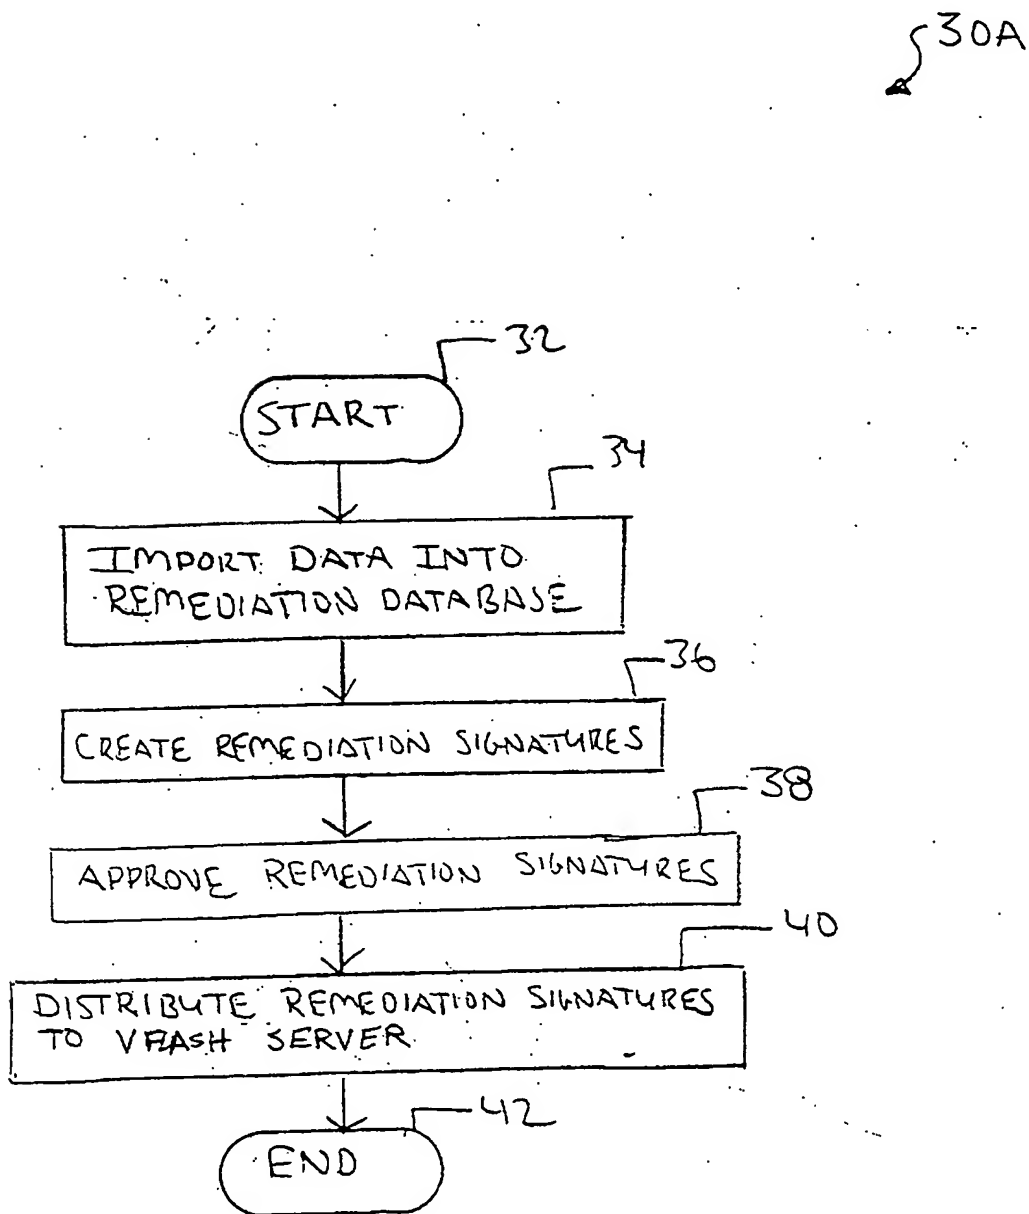 30A
32
START
34
IMPORT DATA INTO
REMEDIATION DATABASE
36
CREATE REMEDIATION SIGNATURES
38
APPROVE REMEDIATION SIGNATURES
40
DISTRIBUTE REMEDIATION SIGNATURES
TO VFLASH SERVER
42
END